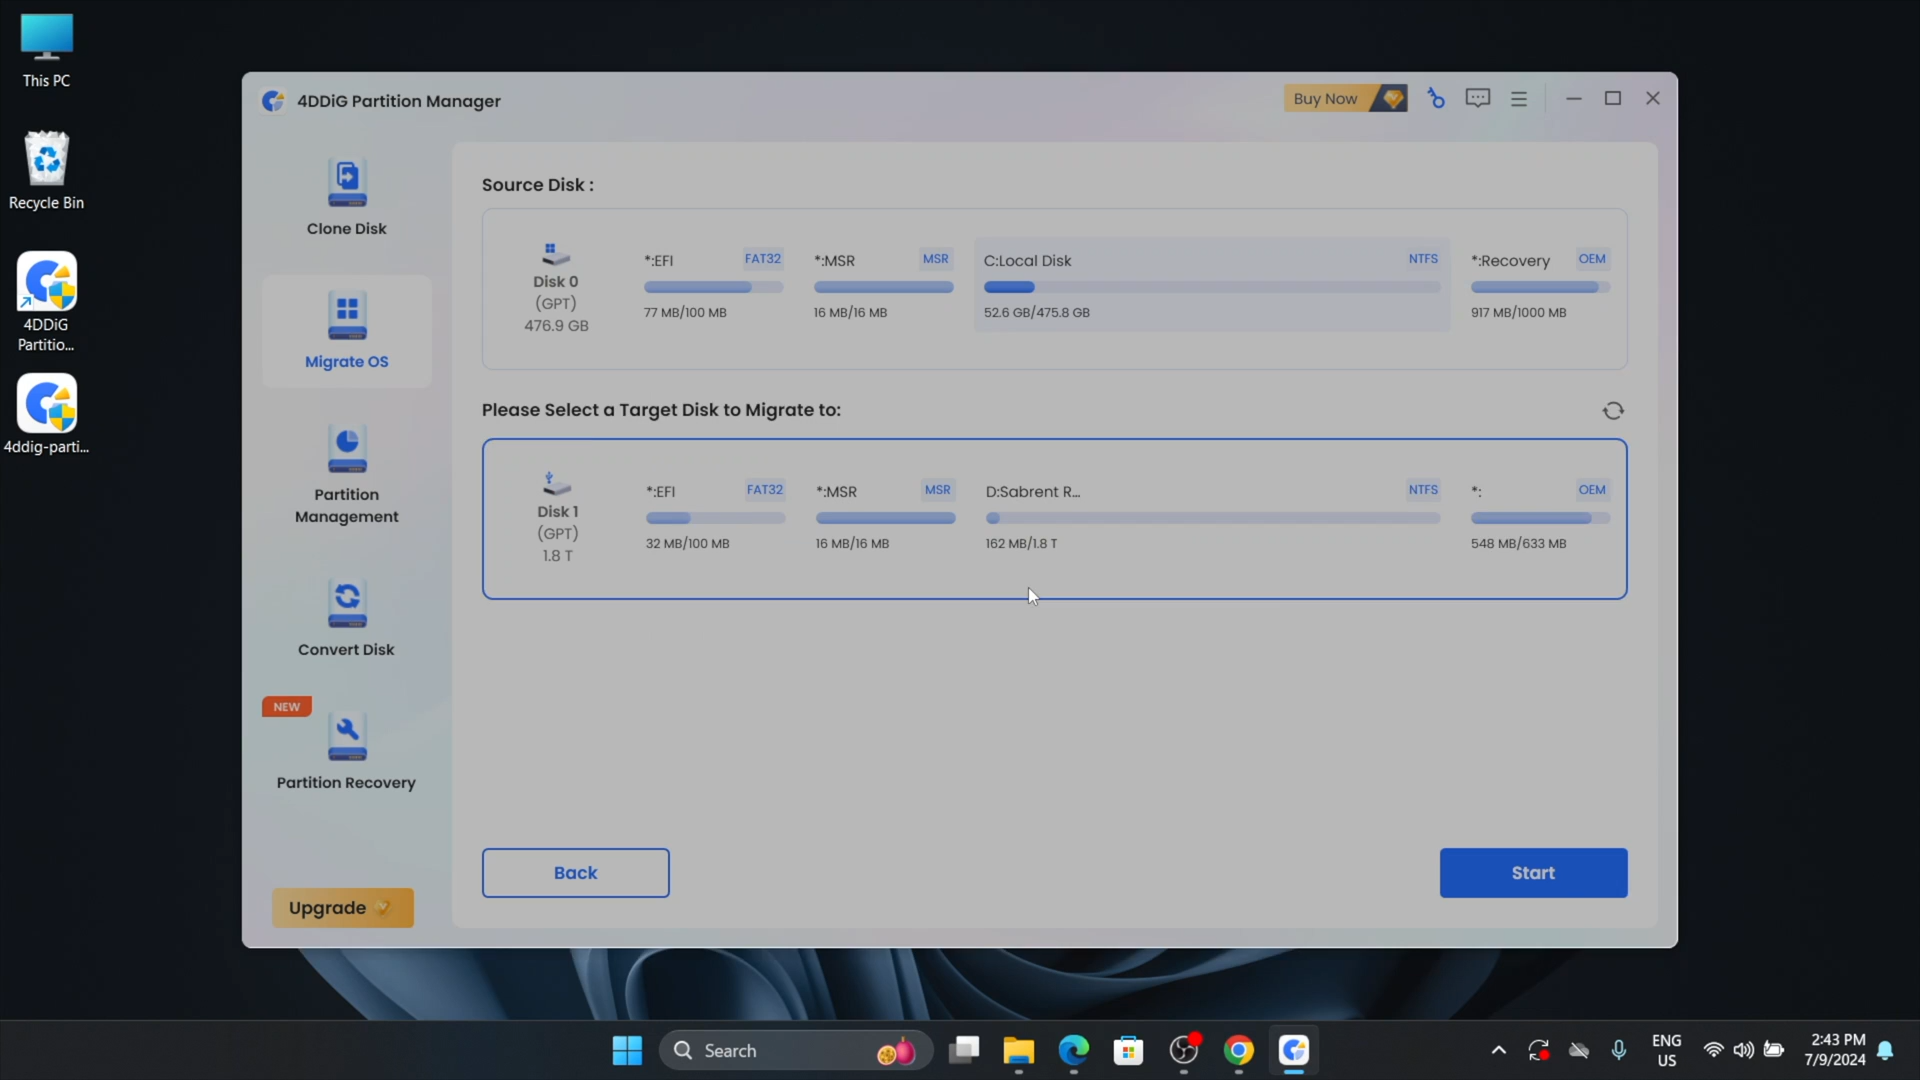 This PC
Recycle Bin
4DDiG
Partitio...
4ddig-parti...
4DDiG Partition Manager
Buy Now
Clone Disk
Migrate OS
Partition
Management
Convert Disk
NEW
Partition Recovery
Upgrade
Source Disk :
Disk 0
(GPT)
476.9 GB
*:EFI FAT32
77 MB/100 MB
*:MSR MSR
16 MB/16 MB
C:Local Disk NTFS
52.6 GB/475.8 GB
*:Recovery OEM
917 MB/1000 MB
Please Select a Target Disk to Migrate to:
Disk 1
(GPT)
1.8 T
*:EFI FAT32
32 MB/100 MB
*:MSR MSR
16 MB/16 MB
D:Sabrent R... NTFS
162 MB/1.8 T
*: OEM
548 MB/633 MB
Back
Start
Search
ENG
US
2:43 PM
7/9/2024